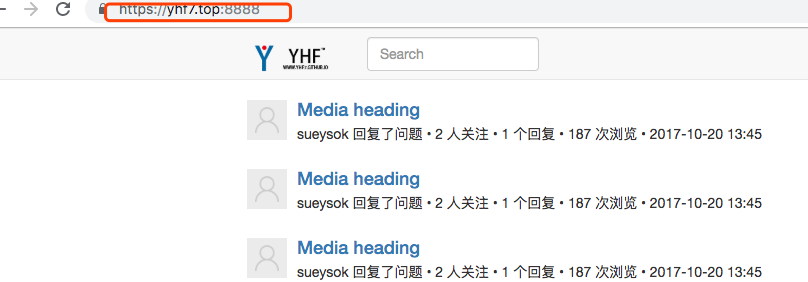 https://yhf7.top:8888
YHF™
WWW.YHF7.GITHUB.IO
Search
Media heading
sueysok 回复了问题 • 2 人关注 • 1 个回复 • 187 次浏览 • 2017-10-20 13:45
Media heading
sueysok 回复了问题 • 2 人关注 • 1 个回复 • 187 次浏览 • 2017-10-20 13:45
Media heading
sueysok 回复了问题 • 2 人关注 • 1 个回复 • 187 次浏览 • 2017-10-20 13:45